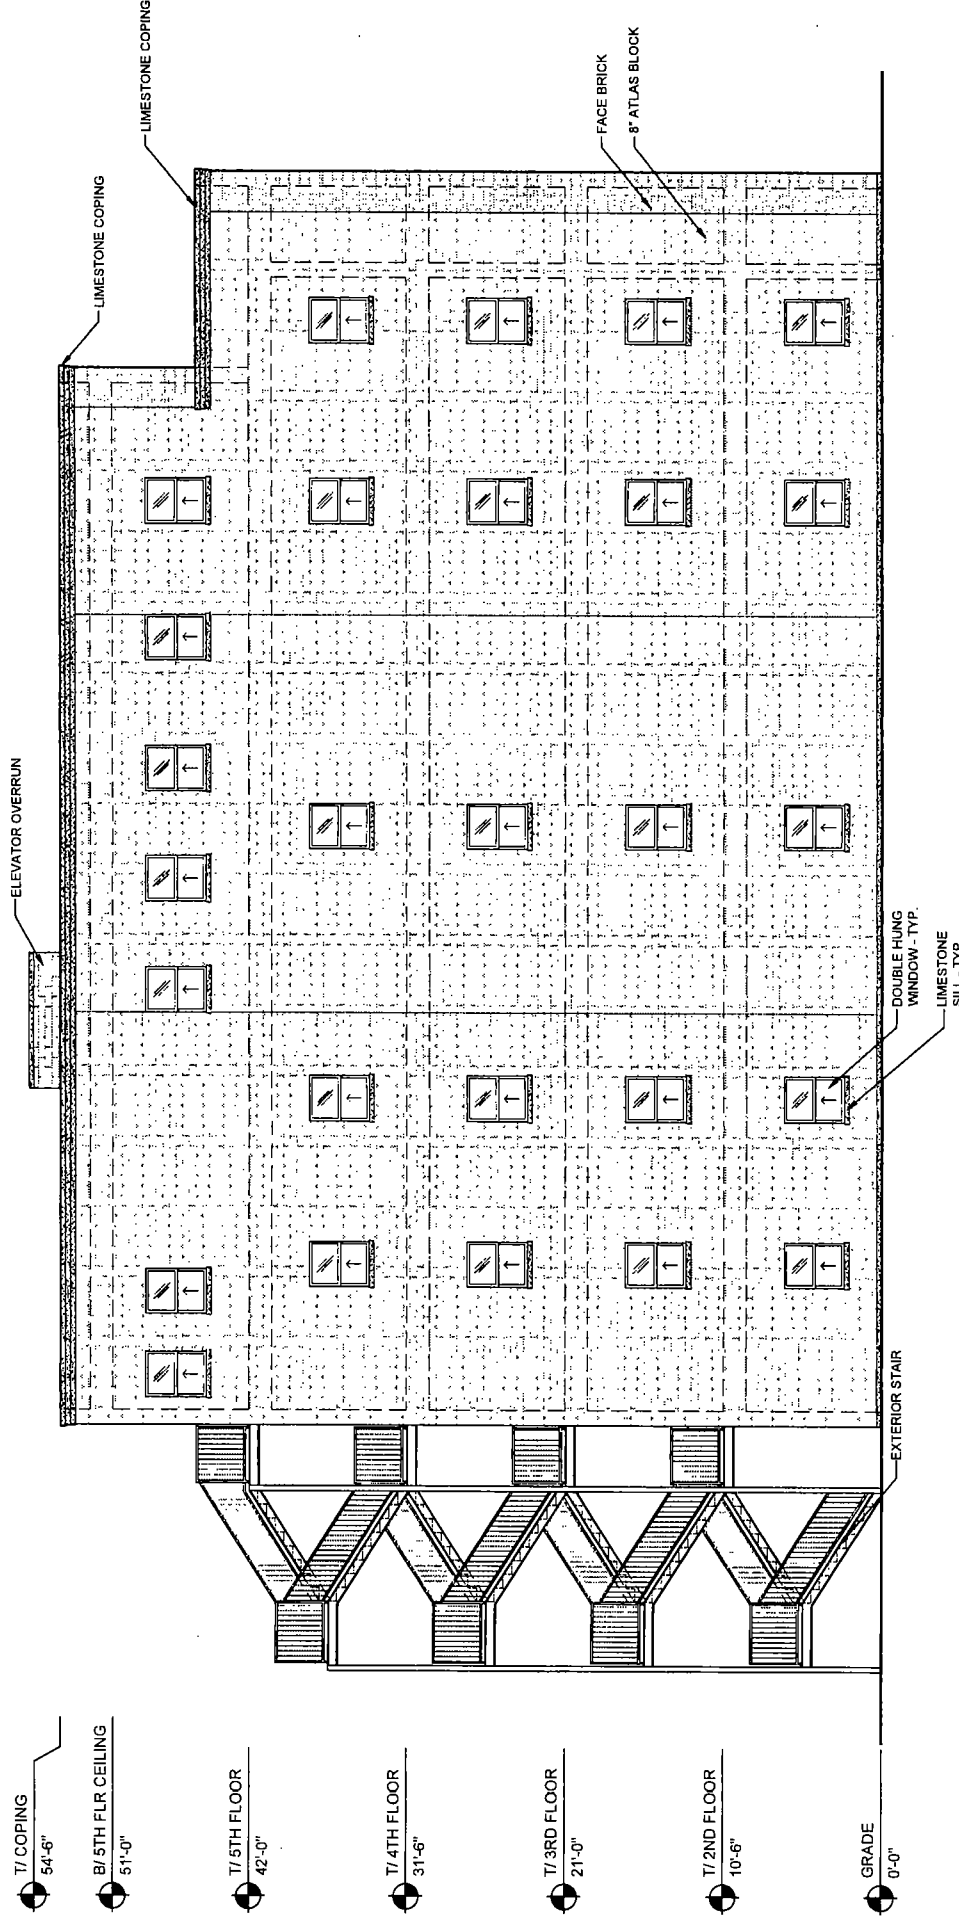 T/ COPING
54'-6"
B/ 5TH FLR CEILING
51'-0"
T/ 5TH FLOOR
42'-0"
T/ 4TH FLOOR
31'-6"
T/ 3RD FLOOR
21'-0"
T/ 2ND FLOOR
10'-6"
GRADE
0'-0"
EXTERIOR STAIR
ELEVATOR OVERRUN
DOUBLE HUNG
WINDOW - TYP.
LIMESTONE
SILL - TYP.
LIMESTONE COPING
LIMESTONE COPING
FACE BRICK
8" ATLAS BLOCK